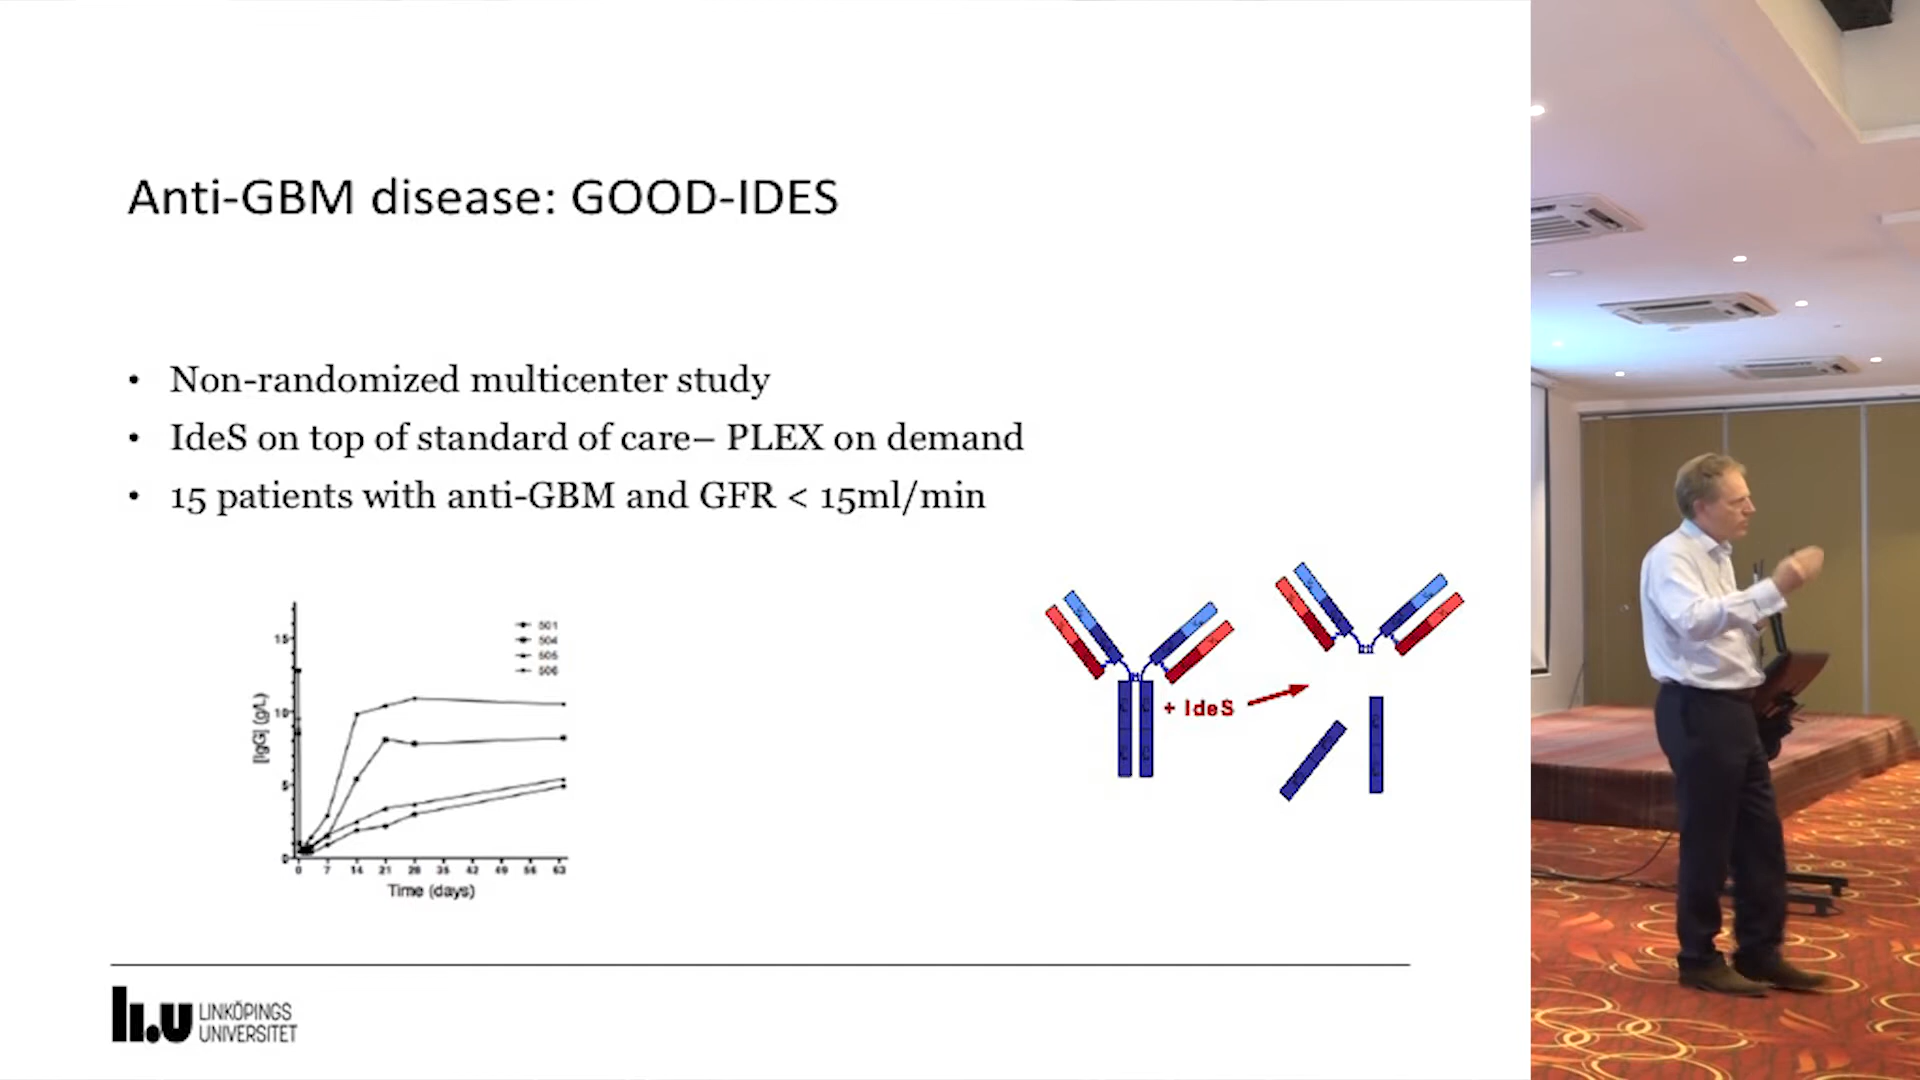 Anti-GBM disease: GOOD-IDES
• Non-randomized multicenter study
• IdeS on top of standard of care– PLEX on demand
• 15 patients with anti-GBM and GFR < 15ml/min
501
504
505
506
15
10
5
0
[IgG] (g/L)
0 7 14 21 28 35 42 49 56 63
Time (days)
+ IdeS
li.u LINKÖPINGS
UNIVERSITET